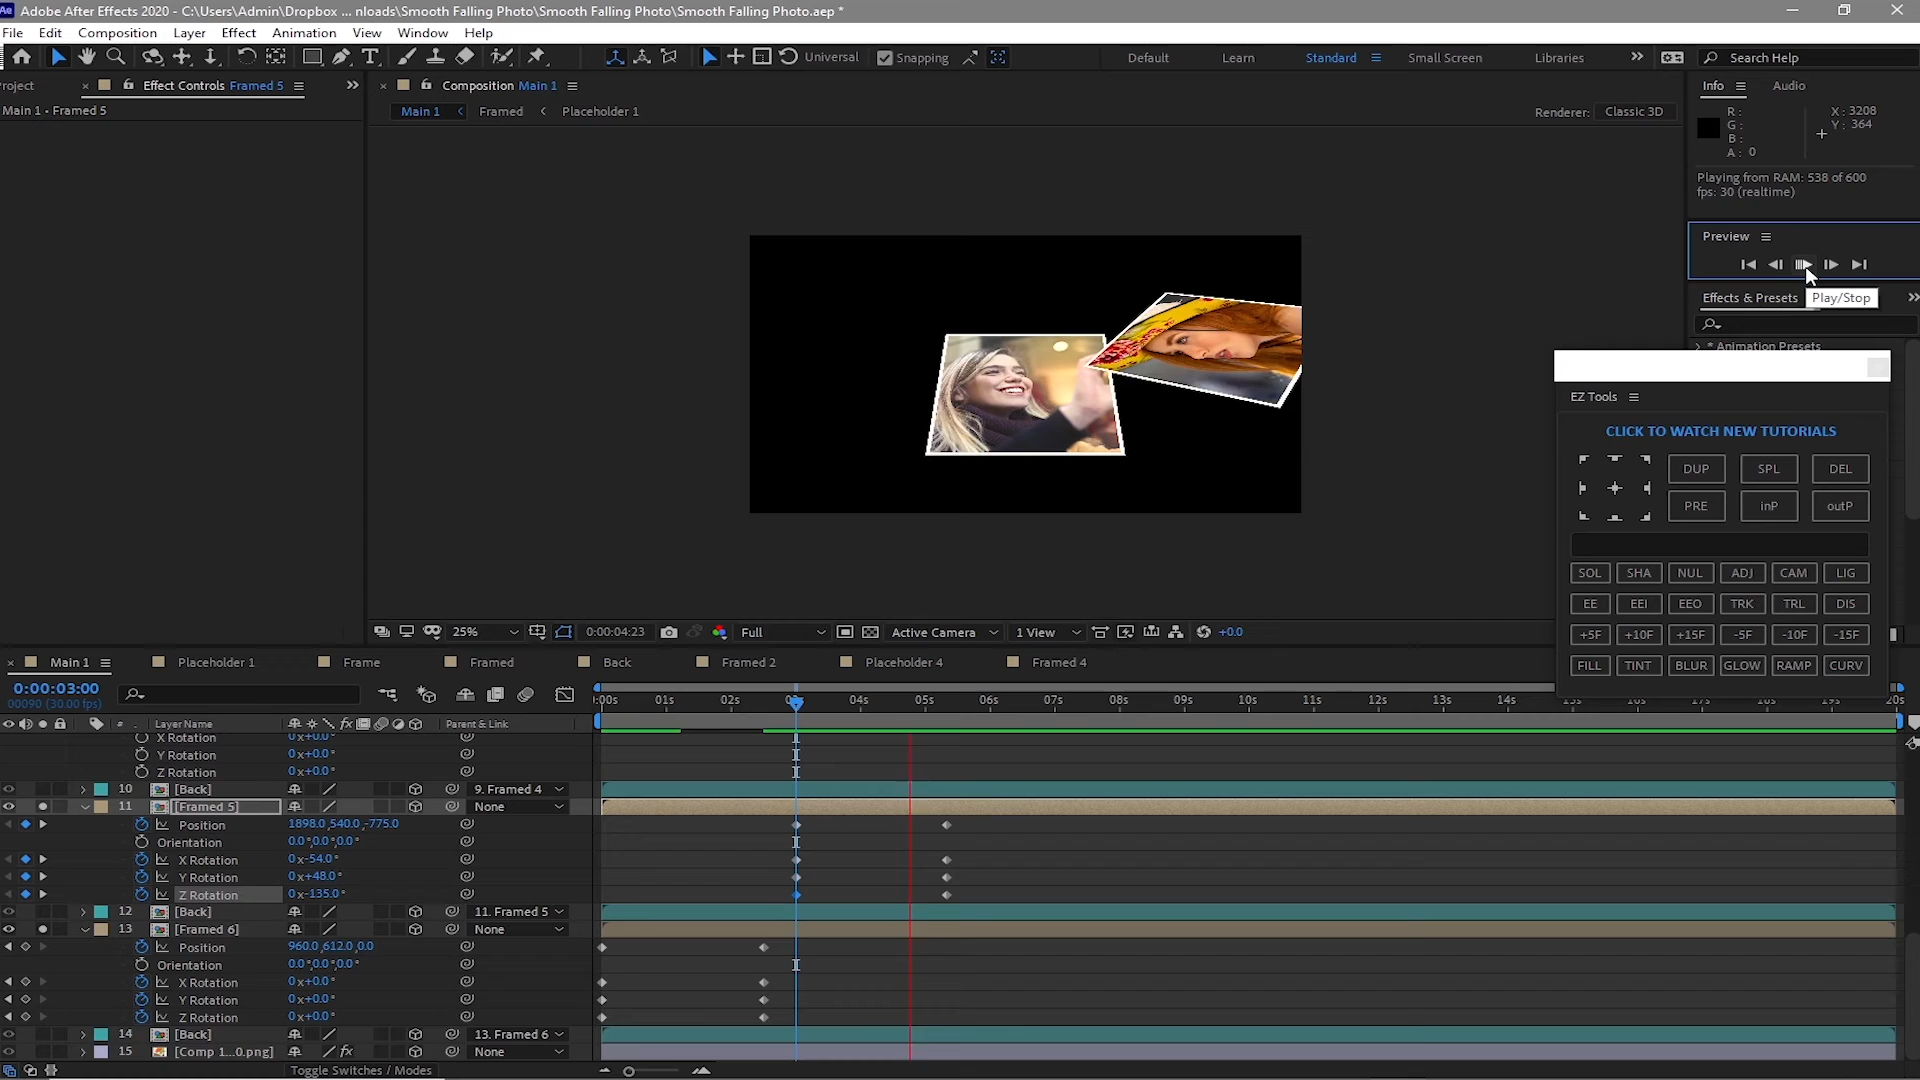 Adobe After Effects 2020 - C:\Users\Admin\Dropbox ... nloads\Smooth Falling Photo\Smooth Falling Photo\Smooth Falling Photo.aep *
File Edit Composition Layer Effect Animation View Window Help
Universal Snapping Default Learn Standard Small Screen Libraries Search Help
roject Effect Controls Framed 5 Composition Main 1 Info Audio
Main 1 - Framed 5
Main 1 Framed Placeholder 1 Renderer: Classic 3D
R: X: 3208
G: Y: 364
B:
A: 0
Playing from RAM: 538 of 600
fps: 30 (realtime)
Preview
Effects & Presets Play/Stop
* Animation Presets
EZ Tools
CLICK TO WATCH NEW TUTORIALS
DUP SPL DEL
PRE inP outP
SOL SHA NUL ADJ CAM LIG
EE EEI EEO TRK TRL DIS
+5F +10F +15F -5F -10F -15F
FILL TINT BLUR GLOW RAMP CURV
25% 0:00:04:23 Full Active Camera 1 View +0.0
Main 1 Placeholder 1 Frame Framed Back Framed 2 Placeholder 4 Framed 4
0:00:03:00
00090 (30.00 fps)
:00s 01s 02s 04s 05s 06s 07s 08s 09s 10s 11s 12s 13s 14s 20s
# Layer Name Parent & Link
X Rotation 0x+0.0°
Y Rotation 0x+0.0°
Z Rotation 0x+0.0°
10 [Back] 9. Framed 4
11 [Framed 5] None
Position 1898.0,540.0,-775.0
Orientation 0.0°,0.0°,0.0°
X Rotation 0x-54.0°
Y Rotation 0x+48.0°
Z Rotation 0x-135.0°
12 [Back] 11. Framed 5
13 [Framed 6] None
Position 960.0,612.0,0.0
Orientation 0.0°,0.0°,0.0°
X Rotation 0x+0.0°
Y Rotation 0x+0.0°
Z Rotation 0x+0.0°
14 [Back] 13. Framed 6
15 [Comp 1...0.png] None
Toggle Switches / Modes